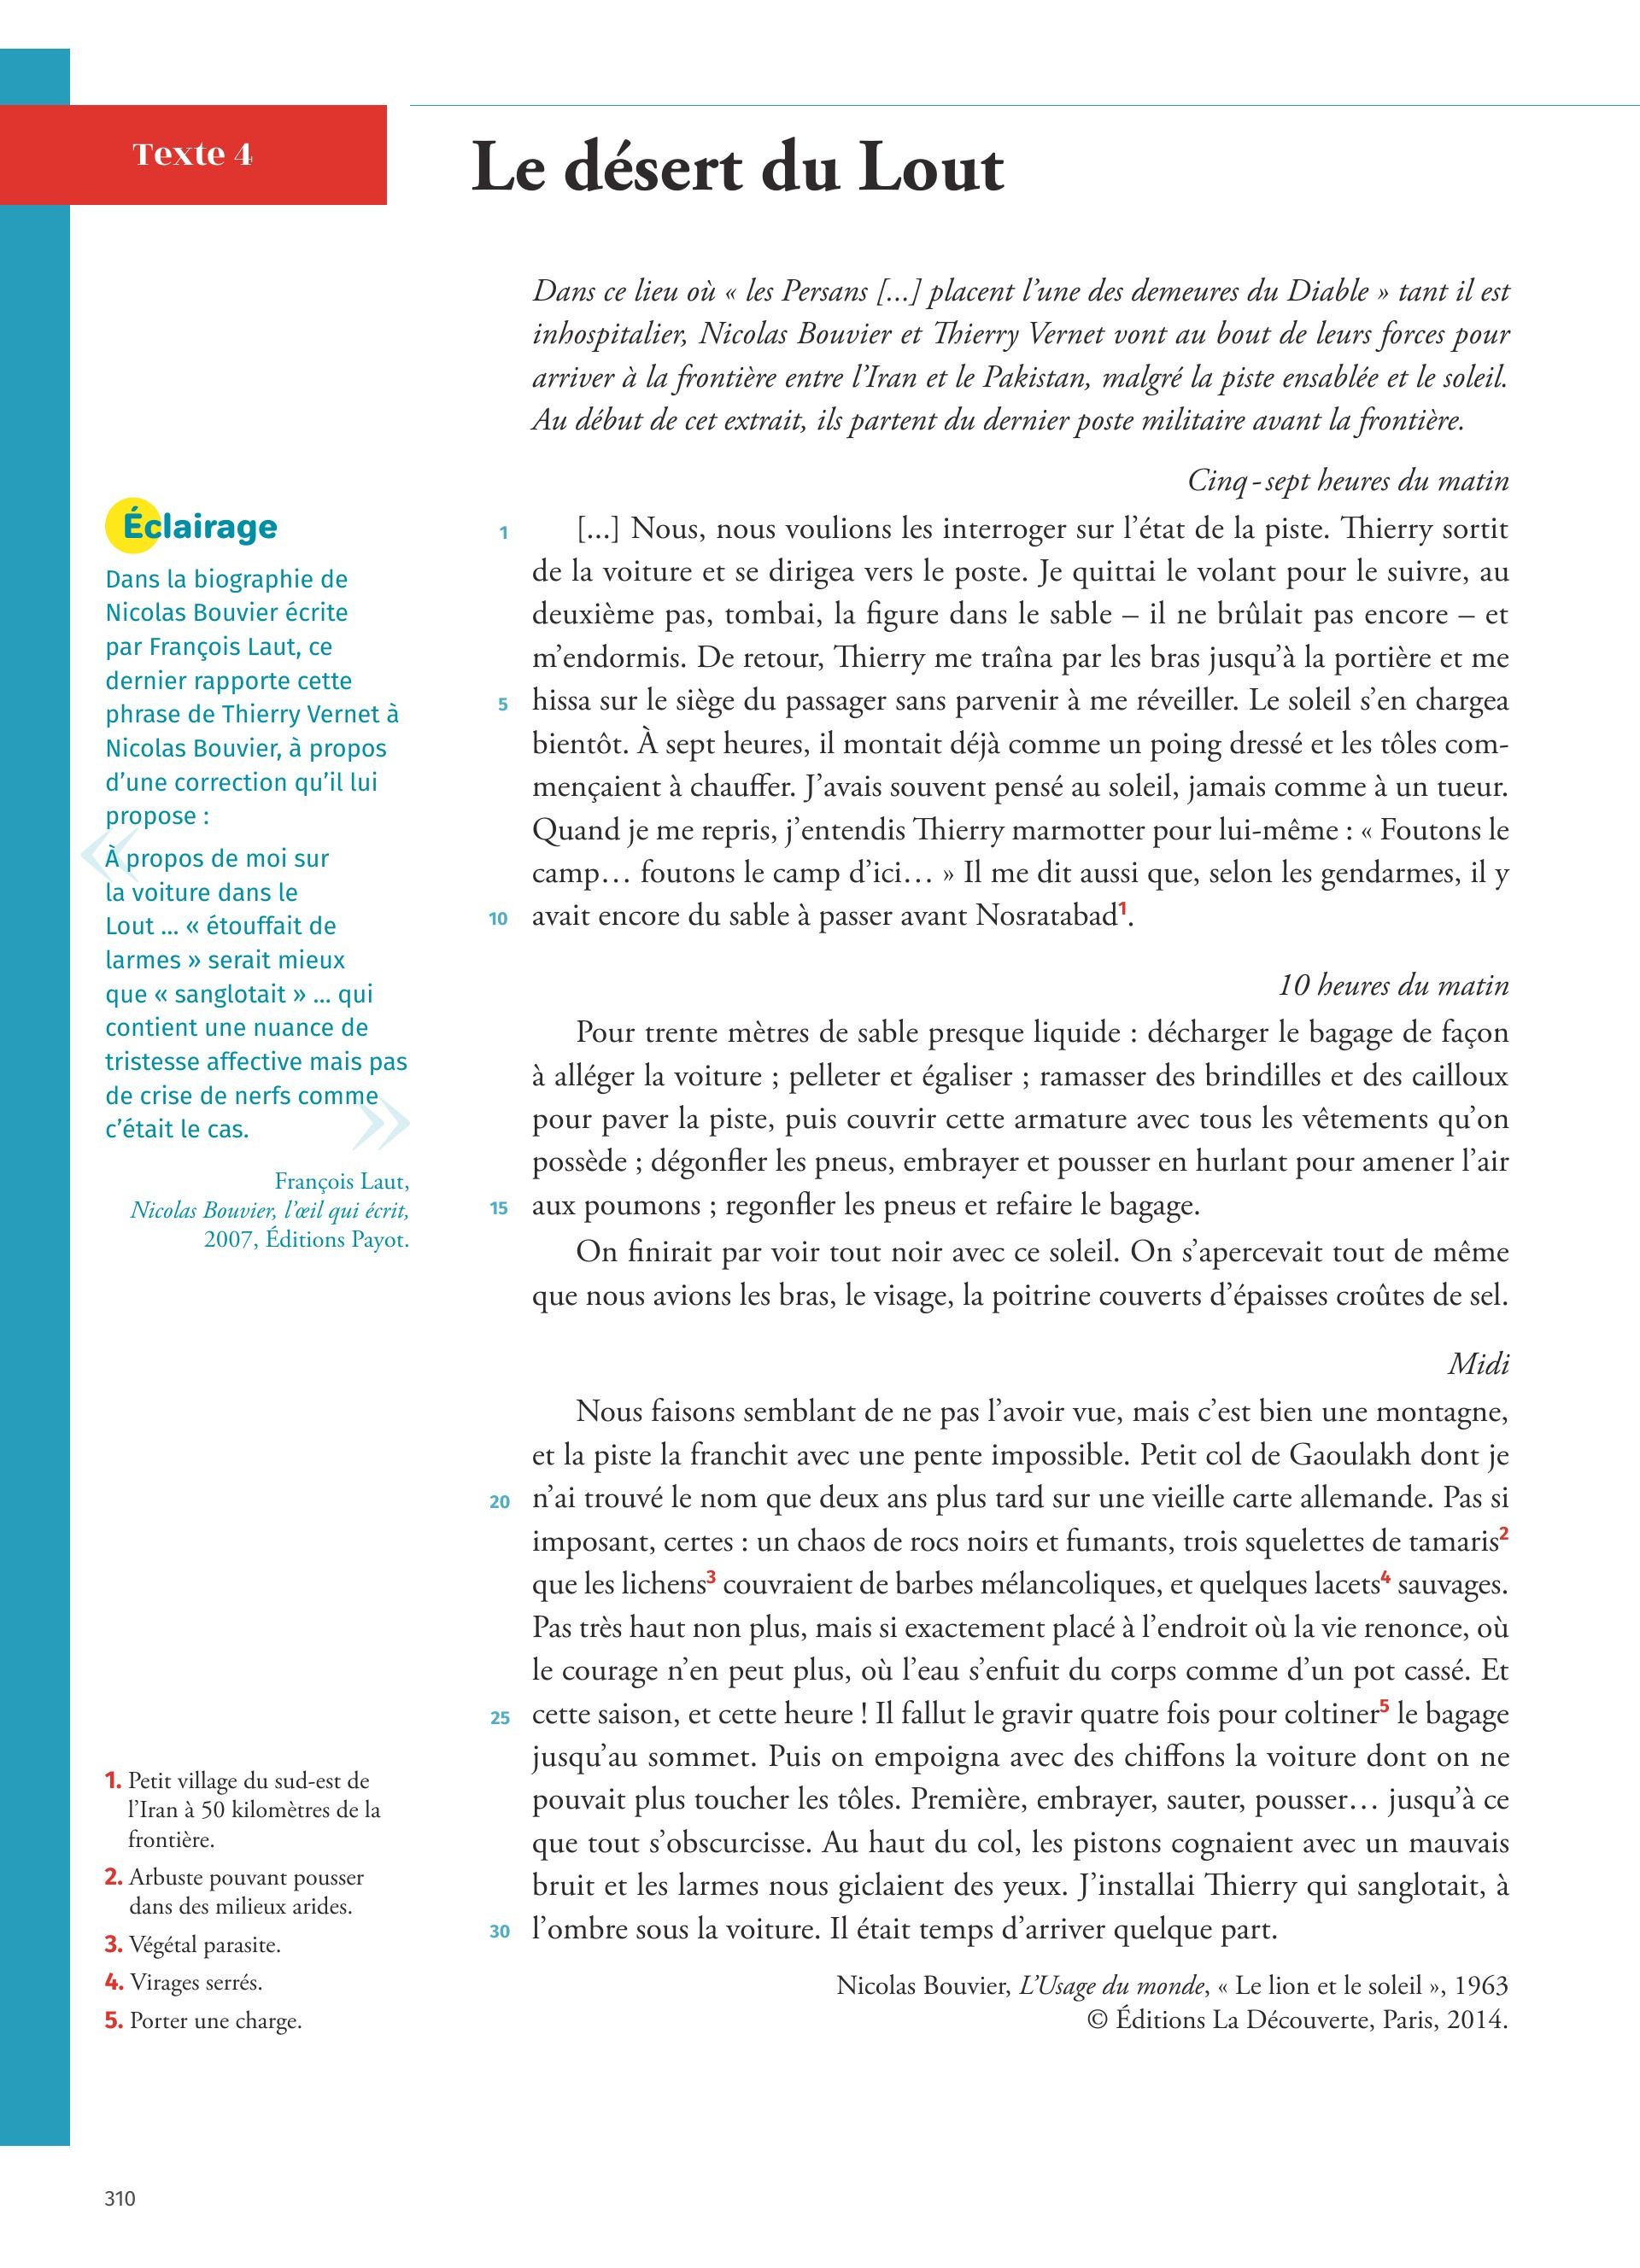 Texte 4
Le désert du Lout
Dans ce lieu où « les Persans [...] placent l’une des demeures du Diable » tant il est
inhospitalier, Nicolas Bouvier et Thierry Vernet vont au bout de leurs forces pour
arriver à la frontière entre l’Iran et le Pakistan, malgré la piste ensablée et le soleil.
Au début de cet extrait, ils partent du dernier poste militaire avant la frontière.
Cinq-sept heures du matin
1 [...] Nous, nous voulions les interroger sur l’état de la piste. Thierry sortit
de la voiture et se dirigea vers le poste. Je quittai le volant pour le suivre, au
deuxième pas, tombai, la figure dans le sable – il ne brûlait pas encore – et
m’endormis. De retour, Thierry me traîna par les bras jusqu’à la portière et me
5 hissa sur le siège du passager sans parvenir à me réveiller. Le soleil s’en chargea
bientôt. À sept heures, il montait déjà comme un poing dressé et les tôles com-
mençaient à chauffer. J’avais souvent pensé au soleil, jamais comme à un tueur.
Quand je me repris, j’entendis Thierry marmotter pour lui-même : « Foutons le
camp… foutons le camp d’ici… » Il me dit aussi que, selon les gendarmes, il y
10 avait encore du sable à passer avant Nosratabad1.
10 heures du matin
Pour trente mètres de sable presque liquide : décharger le bagage de façon
à alléger la voiture ; pelleter et égaliser ; ramasser des brindilles et des cailloux
pour paver la piste, puis couvrir cette armature avec tous les vêtements qu’on
possède ; dégonfler les pneus, embrayer et pousser en hurlant pour amener l’air
15 aux poumons ; regonfler les pneus et refaire le bagage.
On finirait par voir tout noir avec ce soleil. On s’apercevait tout de même
que nous avions les bras, le visage, la poitrine couverts d’épaisses croûtes de sel.
Midi
Nous faisons semblant de ne pas l’avoir vue, mais c’est bien une montagne,
et la piste la franchit avec une pente impossible. Petit col de Gaoulakh dont je
20 n’ai trouvé le nom que deux ans plus tard sur une vieille carte allemande. Pas si
imposant, certes : un chaos de rocs noirs et fumants, trois squelettes de tamaris2
que les lichens3 couvraient de barbes mélancoliques, et quelques lacets4 sauvages.
Pas très haut non plus, mais si exactement placé à l’endroit où la vie renonce, où
le courage n’en peut plus, où l’eau s’enfuit du corps comme d’un pot cassé. Et
25 cette saison, et cette heure ! Il fallut le gravir quatre fois pour coltiner5 le bagage
jusqu’au sommet. Puis on empoigna avec des chiffons la voiture dont on ne
pouvait plus toucher les tôles. Première, embrayer, sauter, pousser… jusqu’à ce
que tout s’obscurcisse. Au haut du col, les pistons cognaient avec un mauvais
bruit et les larmes nous giclaient des yeux. J’installai Thierry qui sanglotait, à
30 l’ombre sous la voiture. Il était temps d’arriver quelque part.
Nicolas Bouvier, L’Usage du monde, « Le lion et le soleil », 1963
© Éditions La Découverte, Paris, 2014.
Éclairage
Dans la biographie de
Nicolas Bouvier écrite
par François Laut, ce
dernier rapporte cette
phrase de Thierry Vernet à
Nicolas Bouvier, à propos
d’une correction qu’il lui
propose :
« À propos de moi sur
la voiture dans le
Lout ... « étouffait de
larmes » serait mieux
que « sanglotait » ... qui
contient une nuance de
tristesse affective mais pas
de crise de nerfs comme
c’était le cas. »
François Laut,
Nicolas Bouvier, l’œil qui écrit,
2007, Éditions Payot.
1. Petit village du sud-est de
l’Iran à 50 kilomètres de la
frontière.
2. Arbuste pouvant pousser
dans des milieux arides.
3. Végétal parasite.
4. Virages serrés.
5. Porter une charge.
310